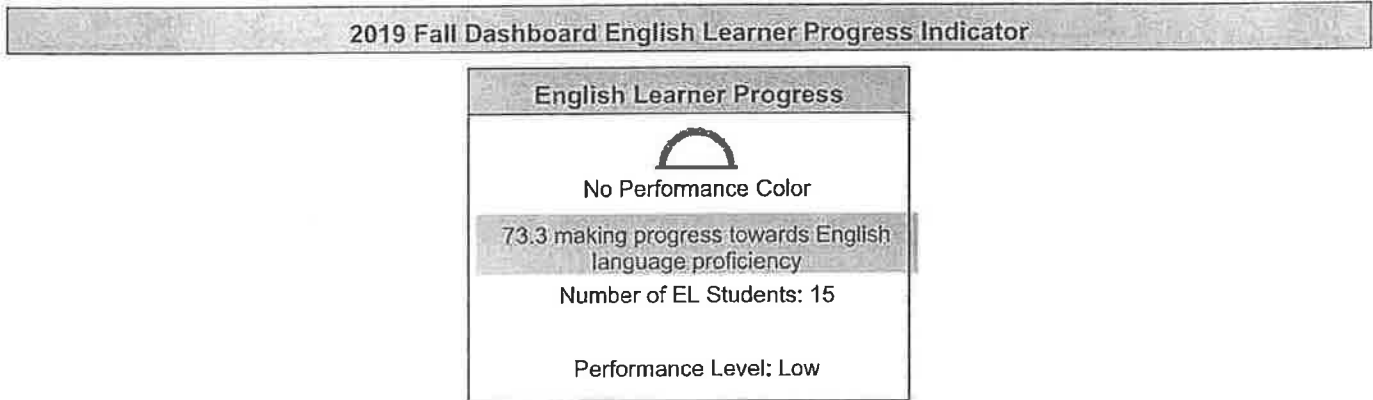 2019 Fall Dashboard English Learner Progress Indicator
English Learner Progress
No Performance Color
73.3 making progress towards English
language proficiency
Number of EL Students: 15
Performance Level: Low